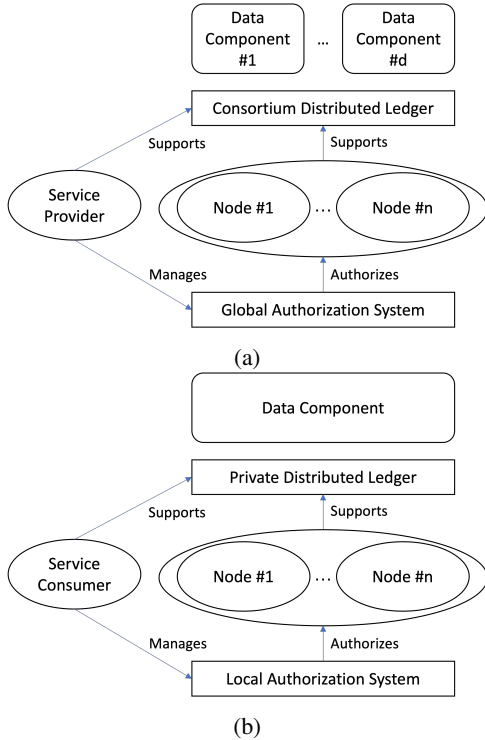 Data
Component
#1
...
Data
Component
#d
Consortium Distributed Ledger
Supports
Supports
Service
Provider
Node #1
...
Node #n
Manages
Authorizes
Global Authorization System
(a)
Data Component
Private Distributed Ledger
Supports
Supports
Service
Consumer
Node #1
...
Node #n
Manages
Authorizes
Local Authorization System
(b)